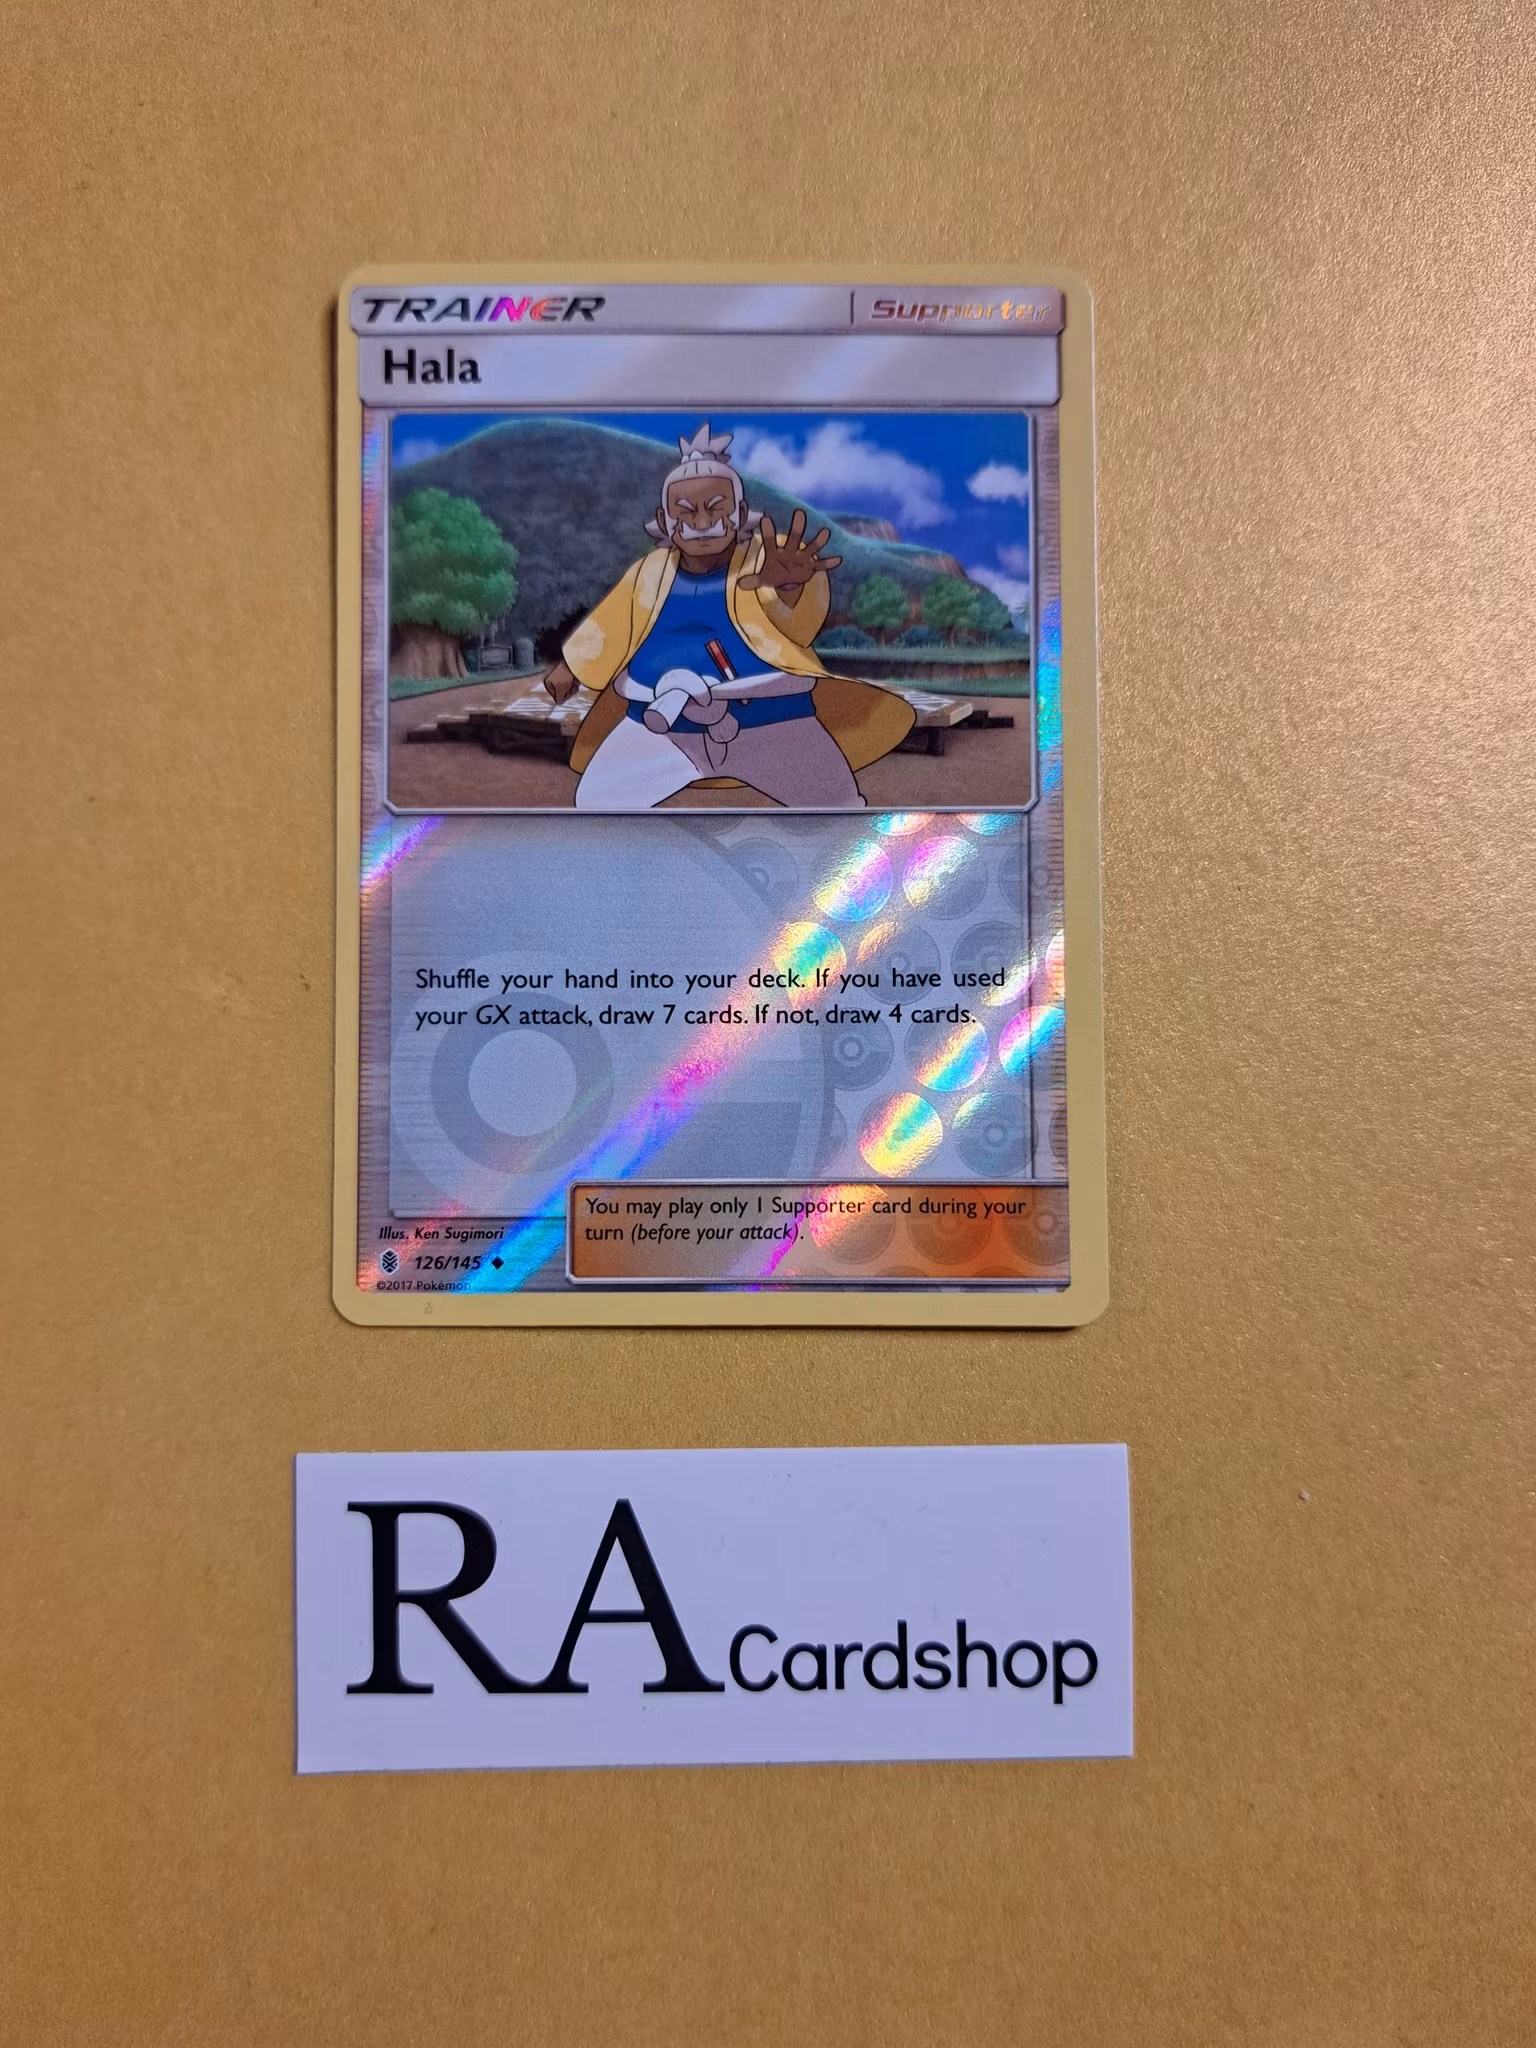 TRAINER Supporter
Hala
Shuffle your hand into your deck. If you have used
your GX attack, draw 7 cards. If not, draw 4 cards.
You may play only 1 Supporter card during your
turn (before your attack).
Illus. Ken Sugimori
126/145 ◆
©2017 Pokémon
RA Cardshop